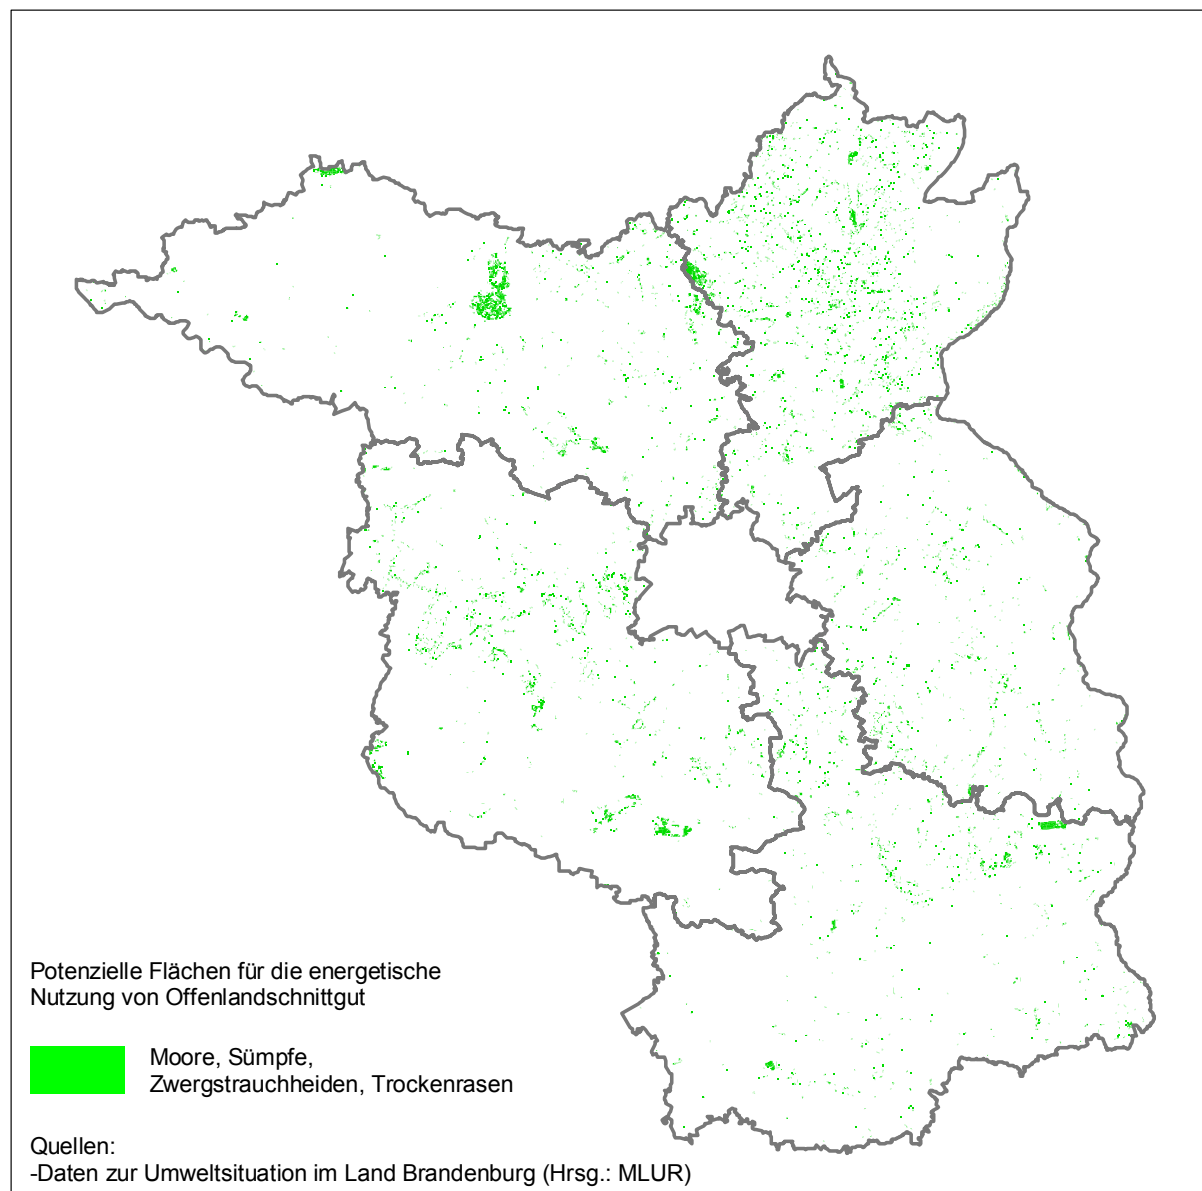 Potenzielle Flächen für die energetische
Nutzung von Offenlandschnittgut
Moore, Sümpfe,
Zwergstrauchheiden, Trockenrasen
Quellen:
-Daten zur Umweltsituation im Land Brandenburg (Hrsg.: MLUR)